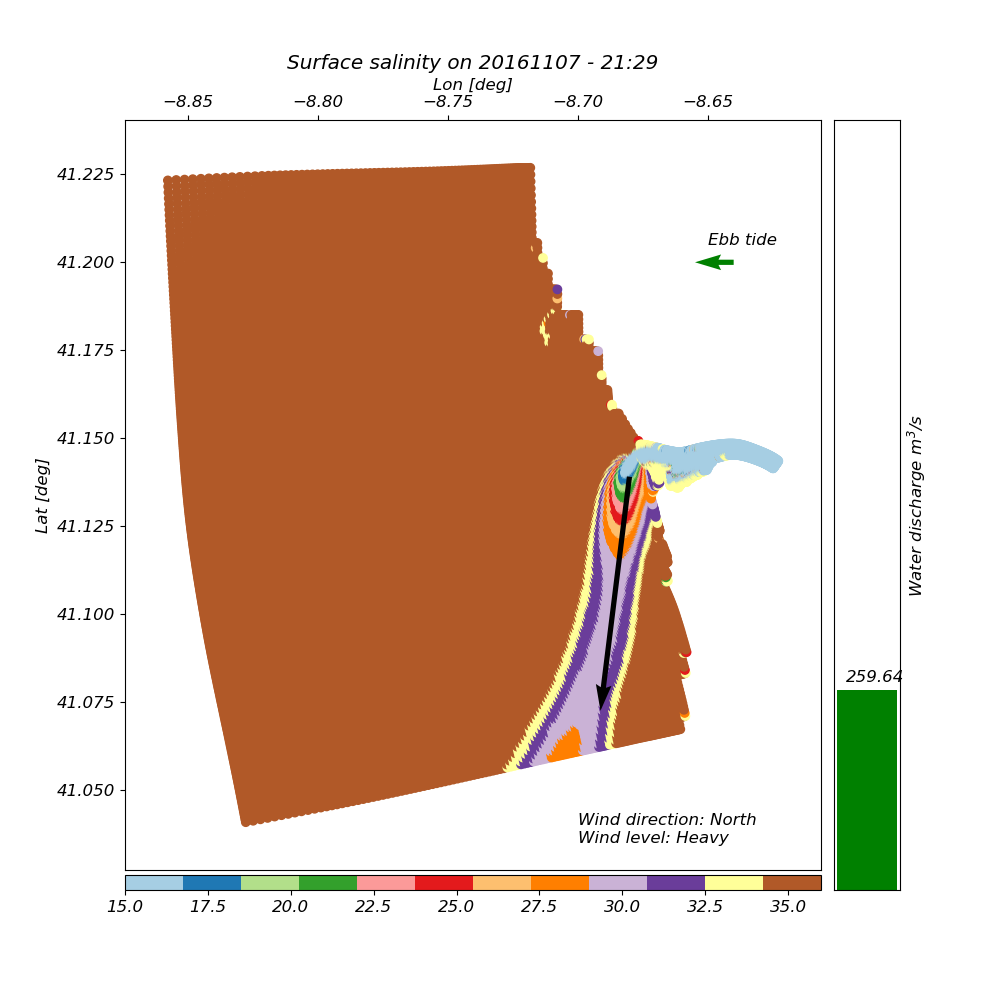 Surface salinity on 20161107 - 21:29
Lon [deg]
−8.85 −8.80 −8.75 −8.70 −8.65
41.225
41.200
41.175
41.150
41.125
41.100
41.075
41.050
Lat [deg]
Ebb tide
Wind direction: North
Wind level: Heavy
15.0 17.5 20.0 22.5 25.0 27.5 30.0 32.5 35.0
259.64
Water discharge m³/s